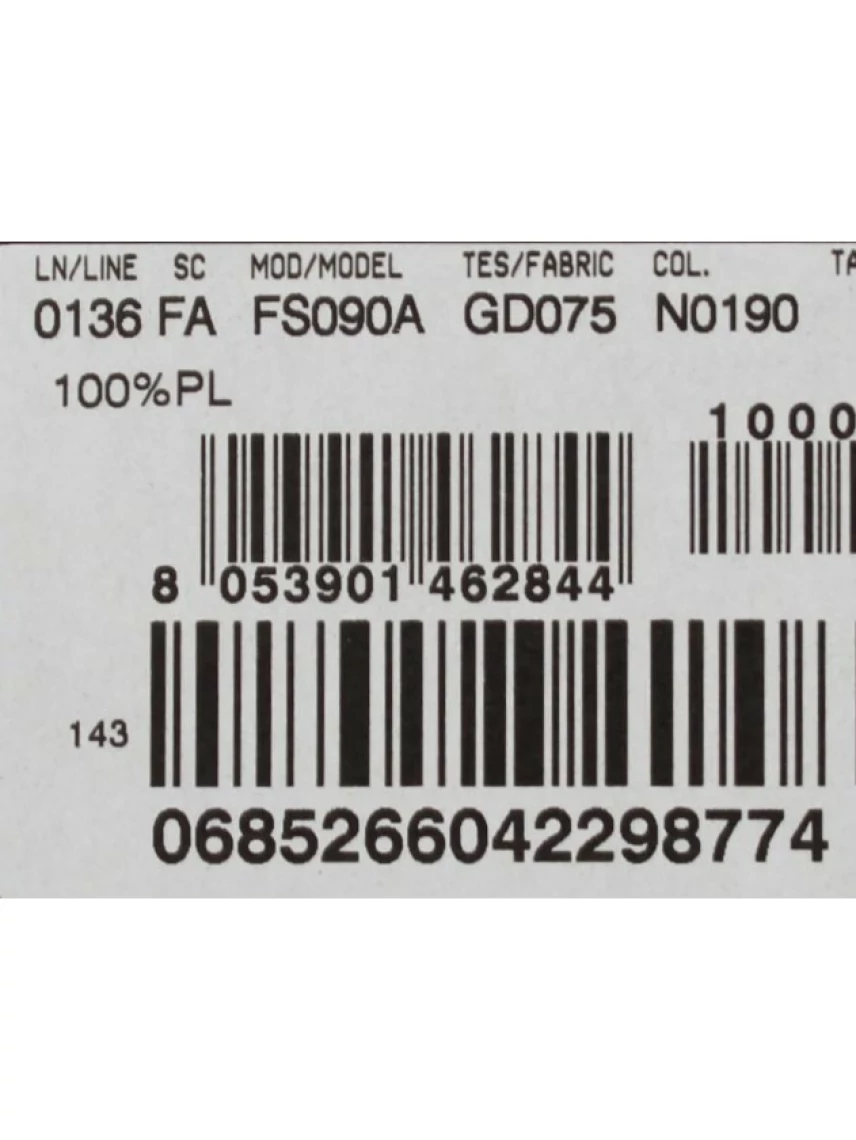 LN/LINE SC MOD/MODEL TES/FABRIC COL. TA
0136 FA FS090A GD075 N0190
100%PL
1000
8 053901 462844
143
0685266042298774